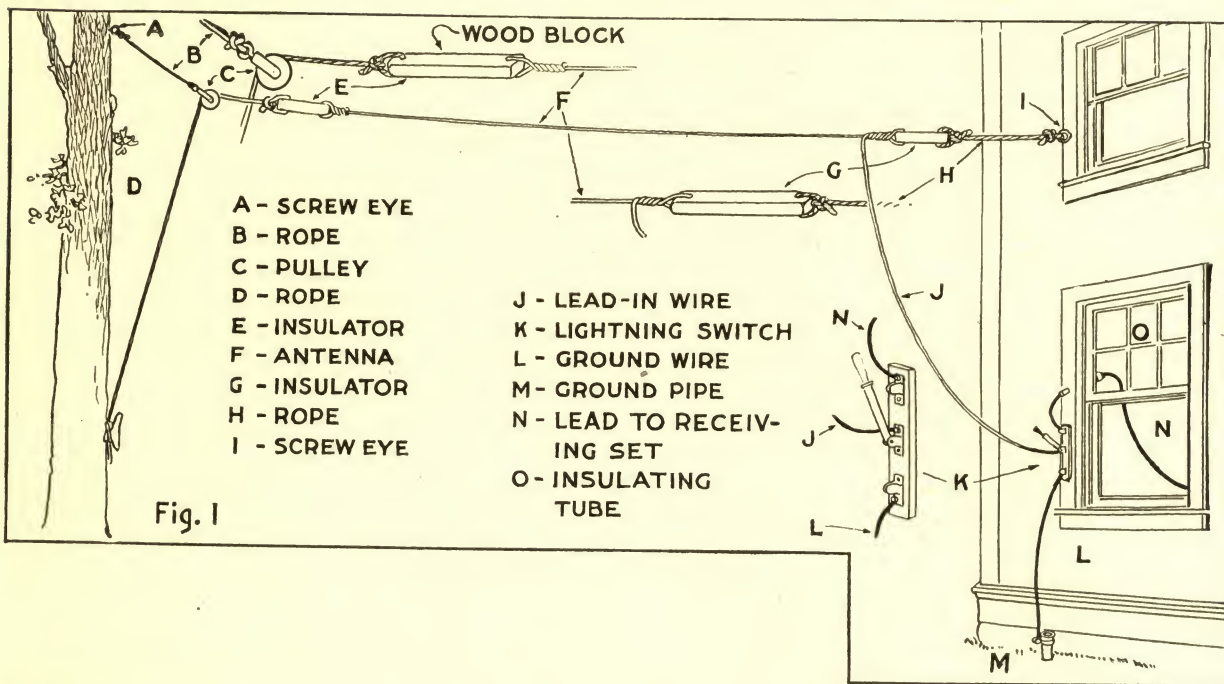 A
B
WOOD BLOCK
C
E
F
I
G
H
D
A - SCREW EYE
B - ROPE
C - PULLEY
D - ROPE
E - INSULATOR
F - ANTENNA
G - INSULATOR
H - ROPE
I - SCREW EYE
J - LEAD-IN WIRE
K - LIGHTNING SWITCH
L - GROUND WIRE
M - GROUND PIPE
N - LEAD TO RECEIV-
ING SET
O - INSULATING
TUBE
J
N
O
J
N
K
L
L
M
Fig. 1